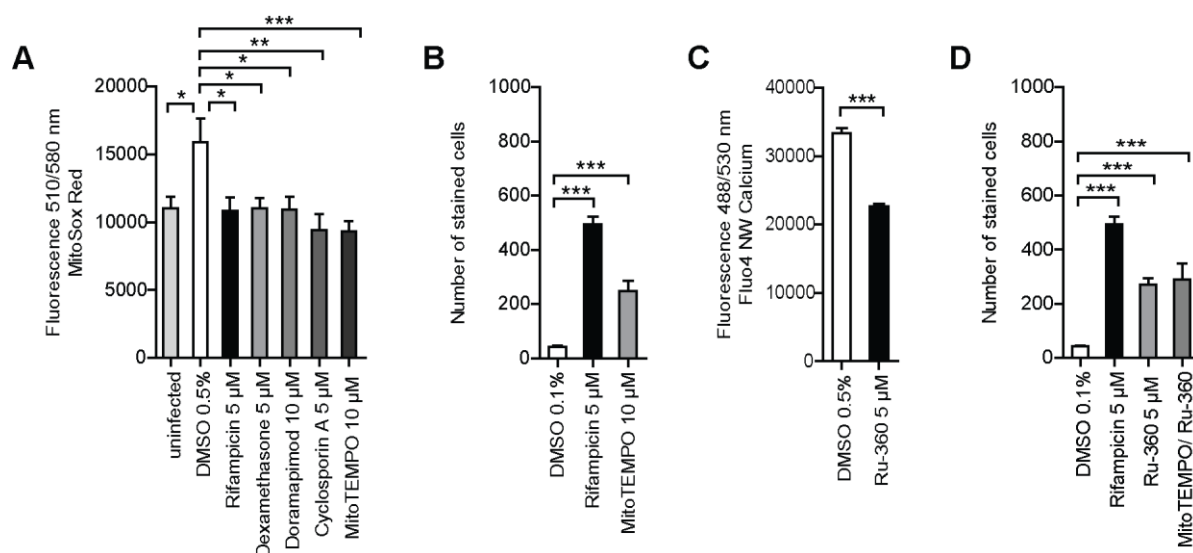 A
***
**
*
*
*
*
20000
15000
10000
5000
0
Fluorescence 510/580 nm
MitoSox Red
uninfected
DMSO 0.5%
Rifampicin 5 µM
Dexamethasone 5 µM
Doramapimod 10 µM
Cyclosporin A 5 µM
MitoTEMPO 10 µM
B
1000
800
600
400
200
0
Number of stained cells
***
***
DMSO 0.1%
Rifampicin 5 µM
MitoTEMPO 10 µM
C
40000
30000
20000
10000
0
Fluorescence 488/530 nm
Fluo4 NW Calcium
***
DMSO 0.5%
Ru-360 5 µM
D
1000
800
600
400
200
0
Number of stained cells
***
***
***
DMSO 0.1%
Rifampicin 5 µM
Ru-360 5 µM
MitoTEMPO/ Ru-360